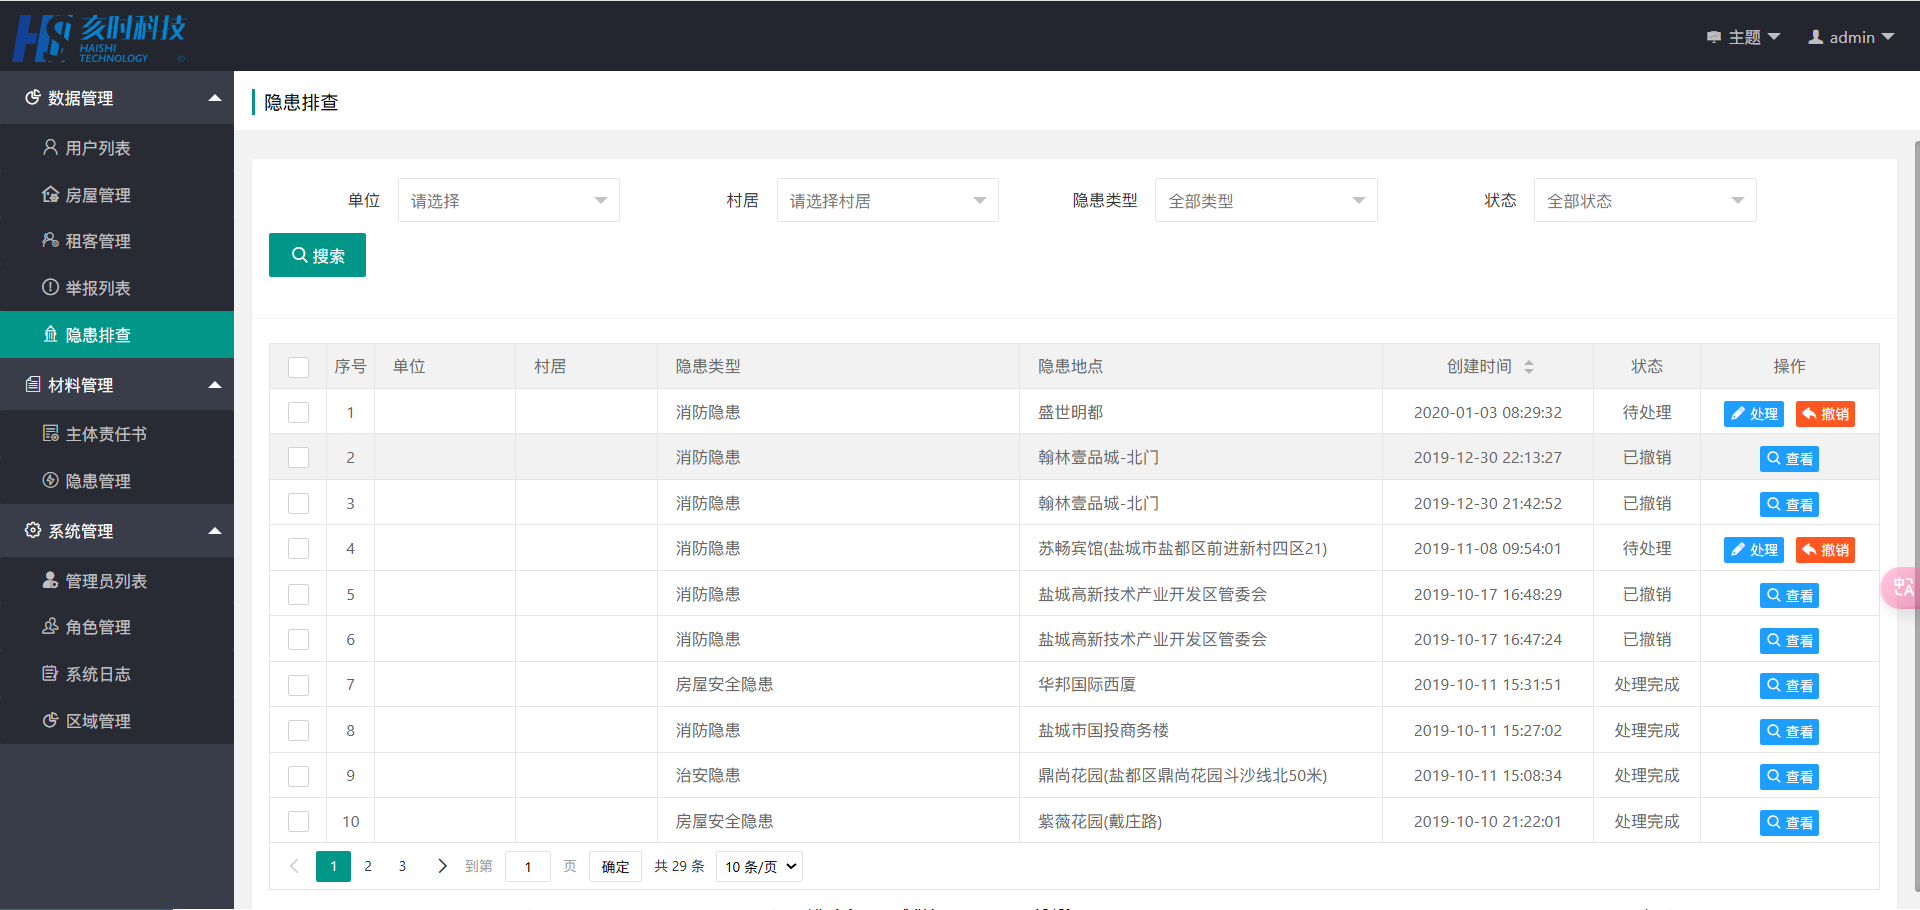 亥时科技
HAISHI
TECHNOLOGY
主题
admin
数据管理
用户列表
房屋管理
租客管理
举报列表
隐患排查
材料管理
主体责任书
隐患管理
系统管理
管理员列表
角色管理
系统日志
区域管理
隐患排查
单位 请选择 村居 请选择村居 隐患类型 全部类型 状态 全部状态
搜索
序号 单位 村居 隐患类型 隐患地点 创建时间 状态 操作
1 消防隐患 盛世明都 2020-01-03 08:29:32 待处理 处理 撤销
2 消防隐患 翰林壹品城-北门 2019-12-30 22:13:27 已撤销 查看
3 消防隐患 翰林壹品城-北门 2019-12-30 21:42:52 已撤销 查看
4 消防隐患 苏畅宾馆(盐城市盐都区前进新村四区21) 2019-11-08 09:54:01 待处理 处理 撤销
5 消防隐患 盐城高新技术产业开发区管委会 2019-10-17 16:48:29 已撤销 查看
6 消防隐患 盐城高新技术产业开发区管委会 2019-10-17 16:47:24 已撤销 查看
7 房屋安全隐患 华邦国际西厦 2019-10-11 15:31:51 处理完成 查看
8 消防隐患 盐城市国投商务楼 2019-10-11 15:27:02 处理完成 查看
9 治安隐患 鼎尚花园(盐都区鼎尚花园斗沙线北50米) 2019-10-11 15:08:34 处理完成 查看
10 房屋安全隐患 紫薇花园(戴庄路) 2019-10-10 21:22:01 处理完成 查看
1 2 3 到第 1 页 确定 共 29 条 10 条/页